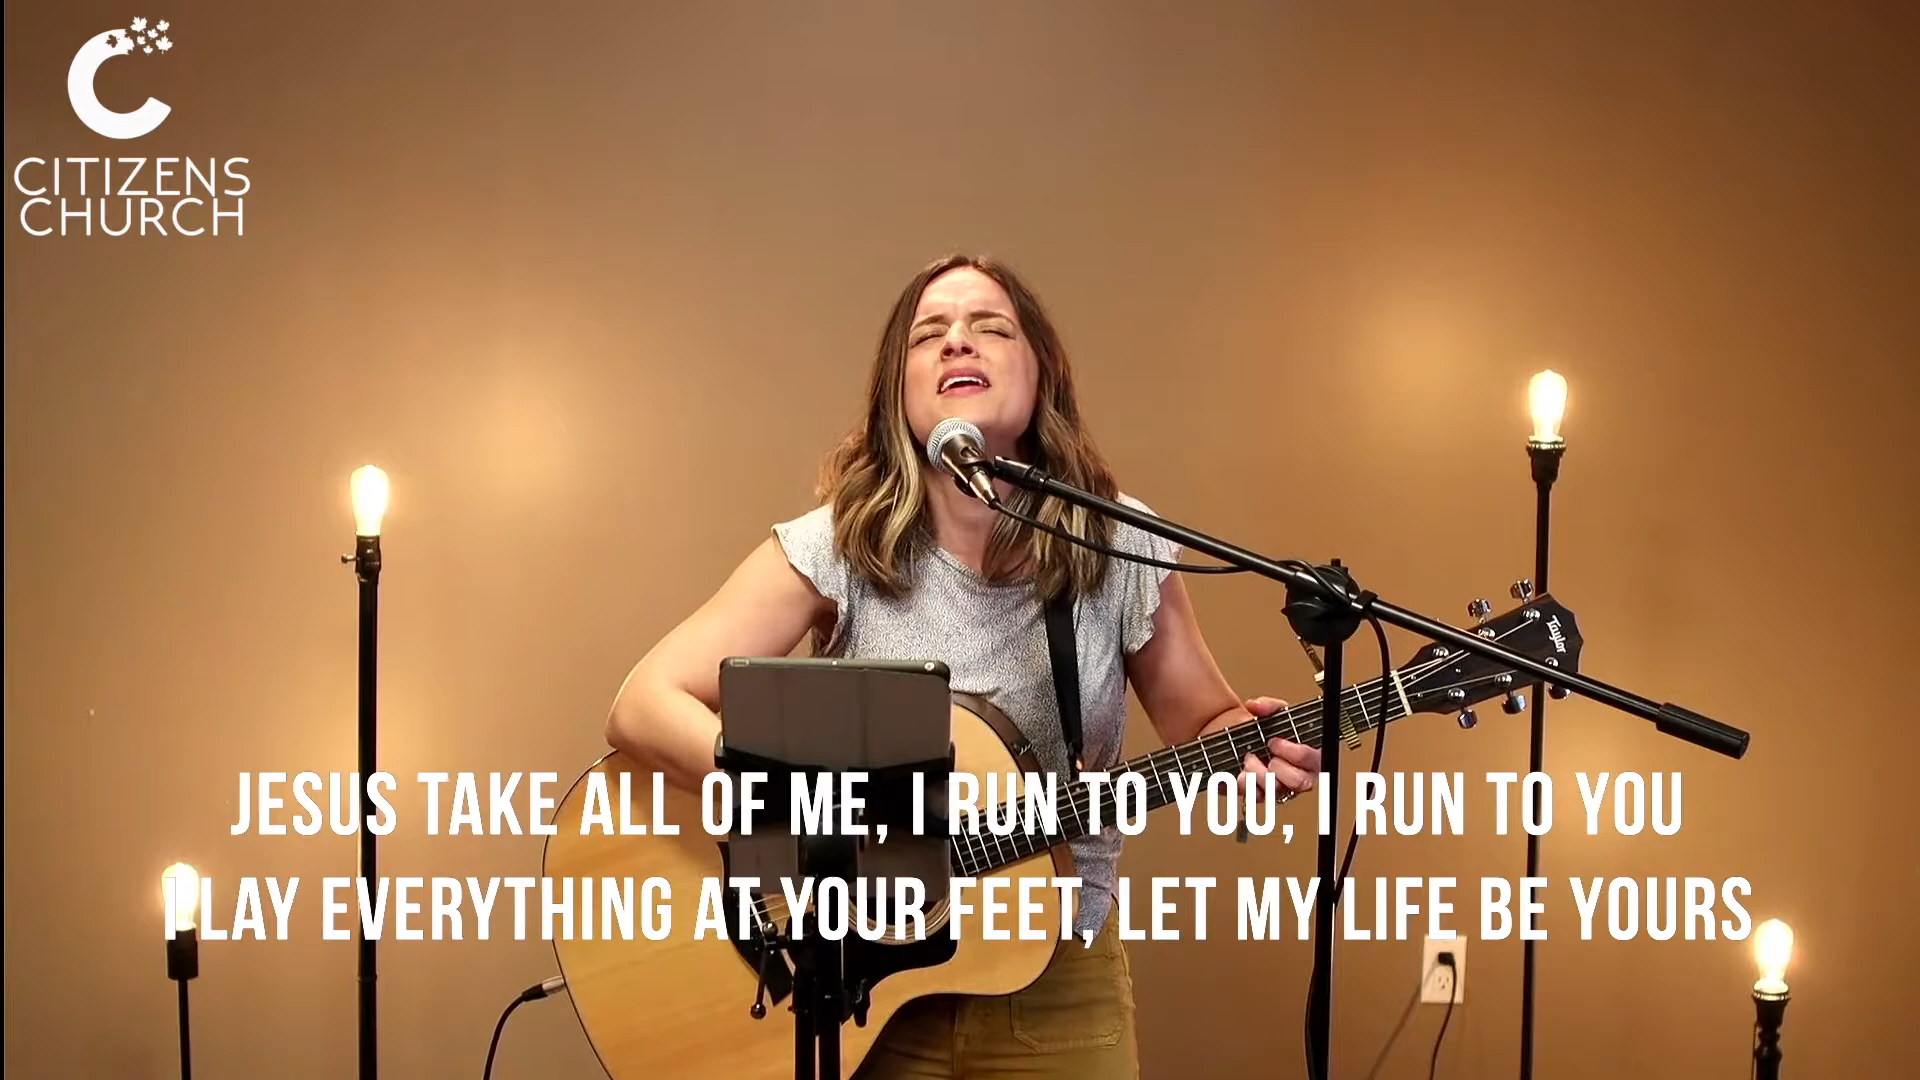 CITIZENS
CHURCH
Taylor
JESUS TAKE ALL OF ME, I RUN TO YOU, I RUN TO YOU
I LAY EVERYTHING AT YOUR FEET, LET MY LIFE BE YOURS